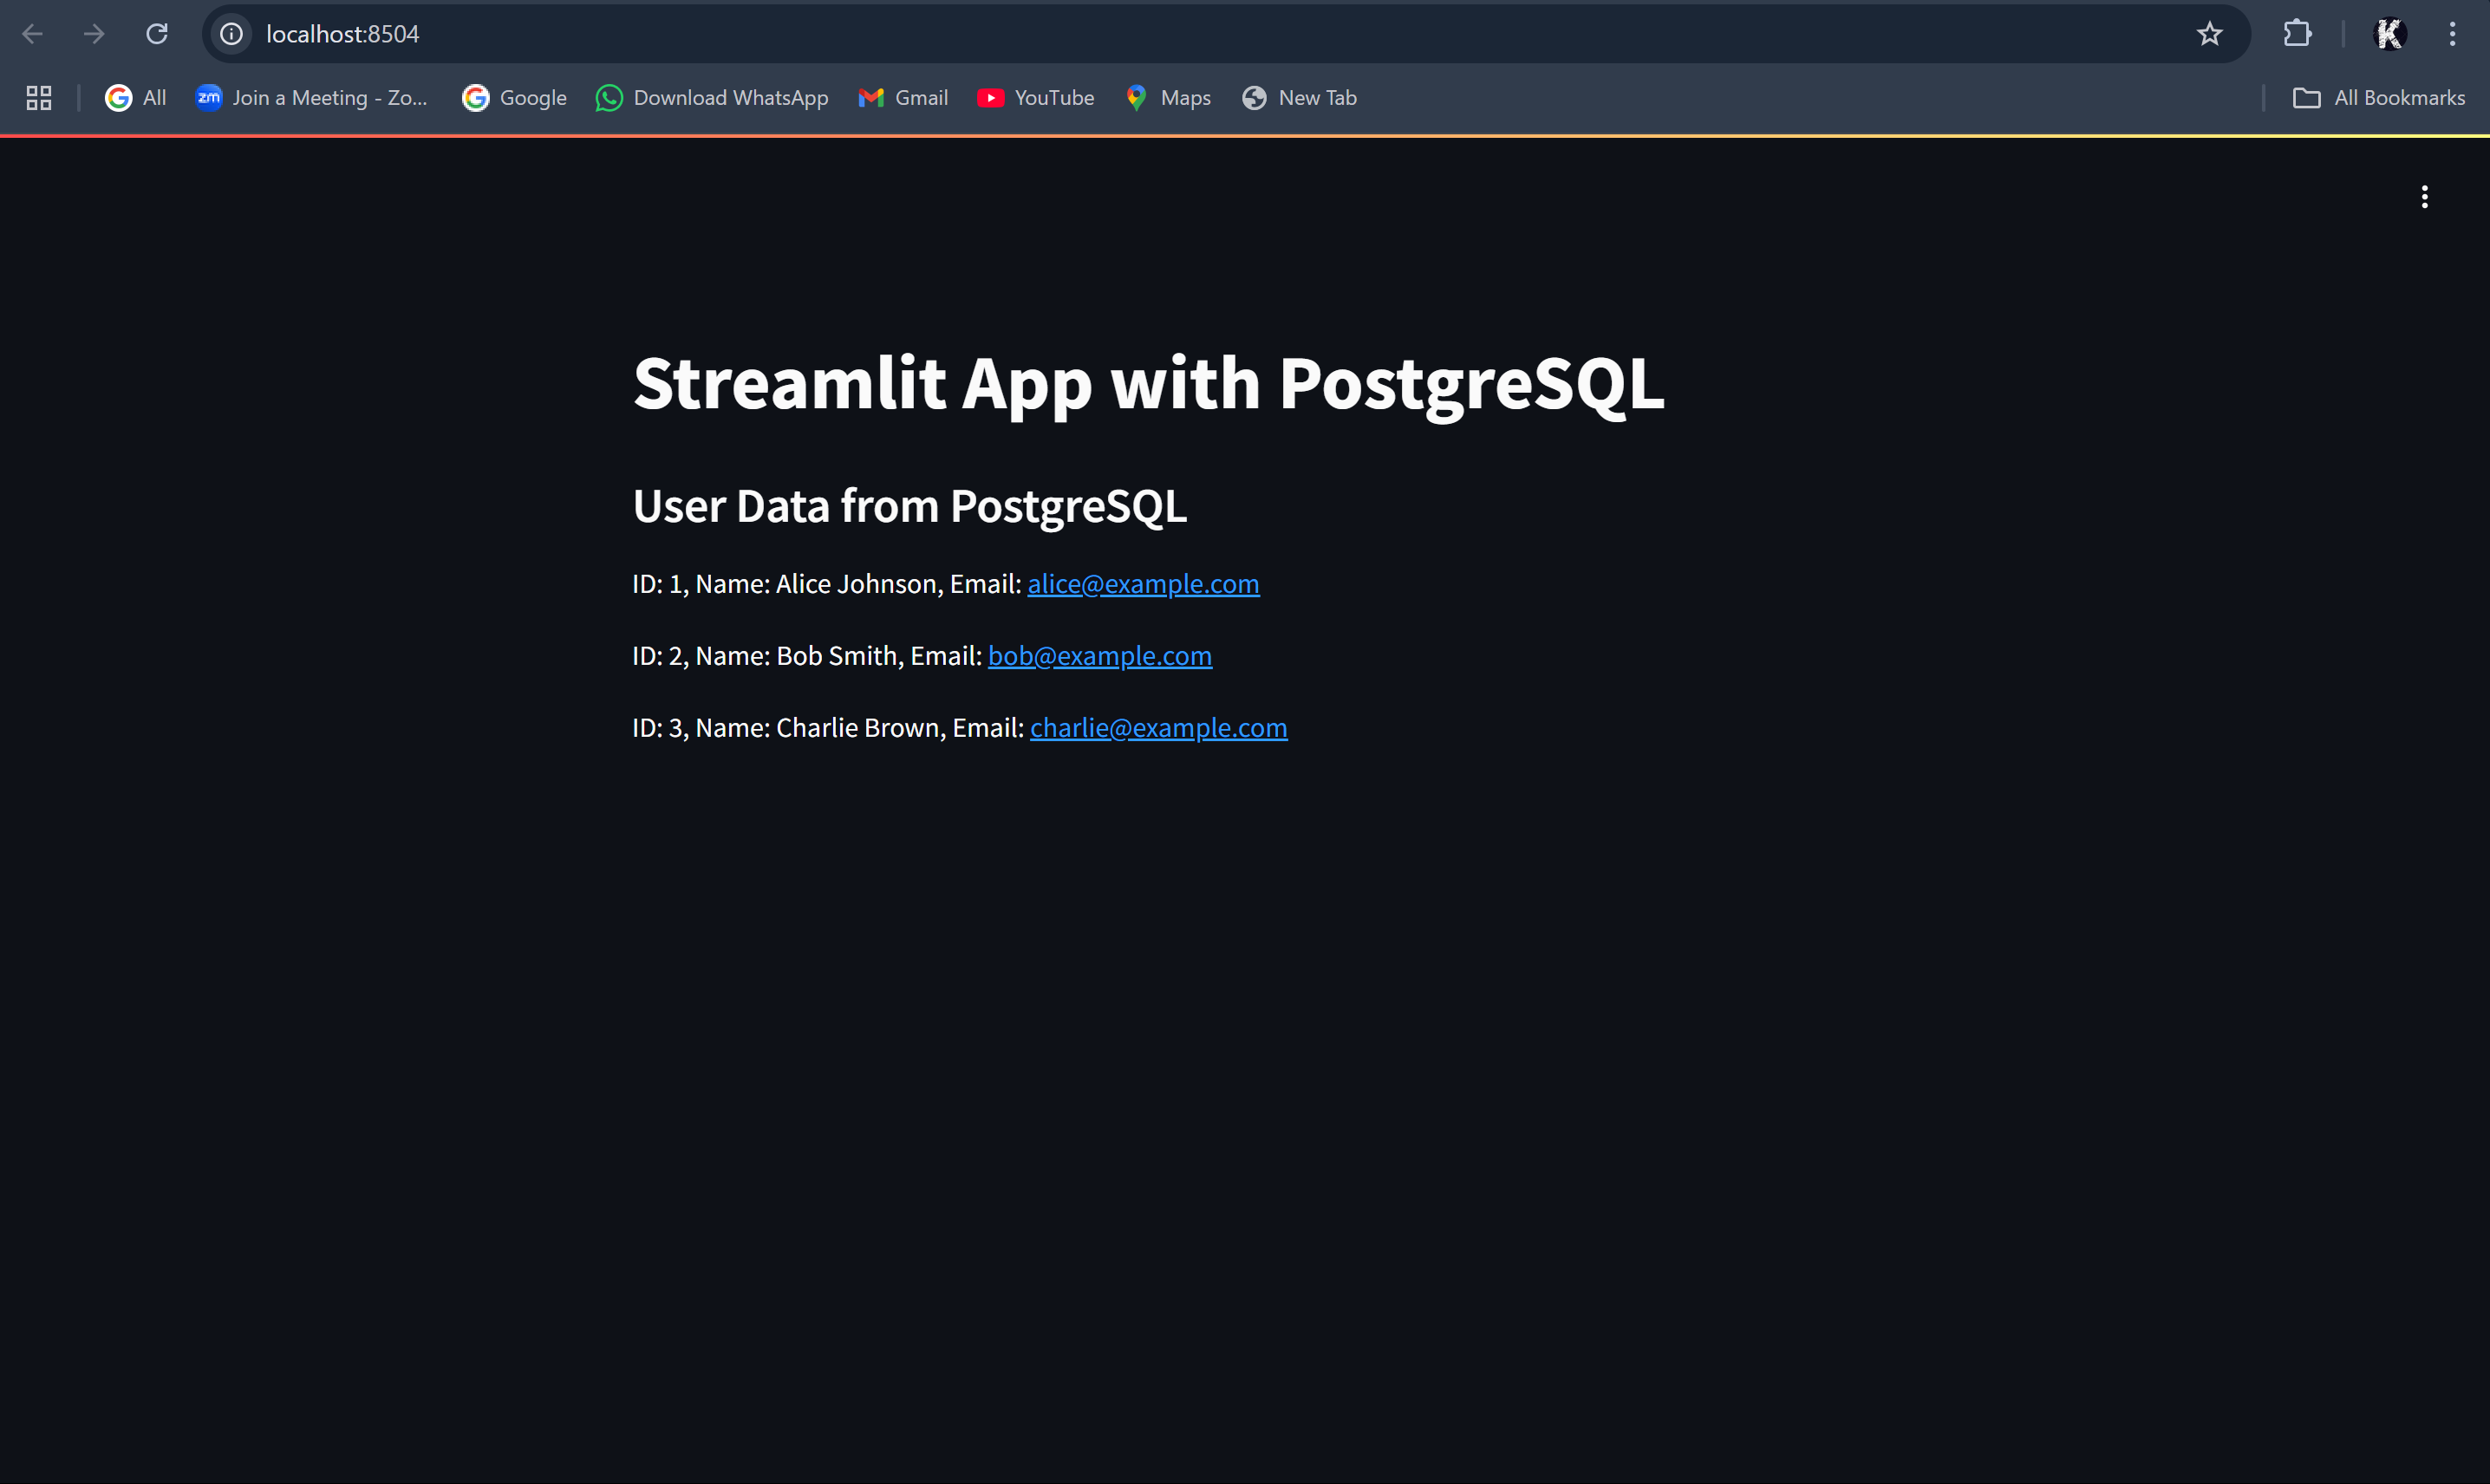 localhost:8504
All
zm
Join a Meeting - Zo...
Google
Download WhatsApp
Gmail
YouTube
Maps
New Tab
All Bookmarks
Streamlit App with PostgreSQL
User Data from PostgreSQL
ID: 1, Name: Alice Johnson, Email: alice@example.com
ID: 2, Name: Bob Smith, Email: bob@example.com
ID: 3, Name: Charlie Brown, Email: charlie@example.com